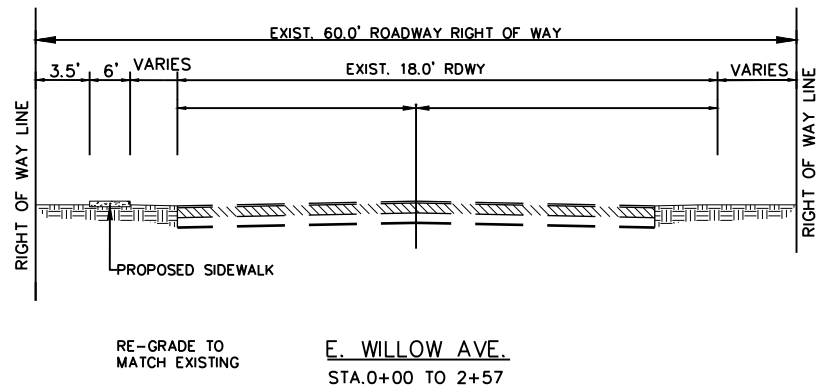 EXIST. 60.0' ROADWAY RIGHT OF WAY
3.5' 6' VARIES EXIST. 18.0' RDWY VARIES
RIGHT OF WAY LINE
RIGHT OF WAY LINE
PROPOSED SIDEWALK
RE-GRADE TO
MATCH EXISTING
E. WILLOW AVE.
STA.0+00 TO 2+57